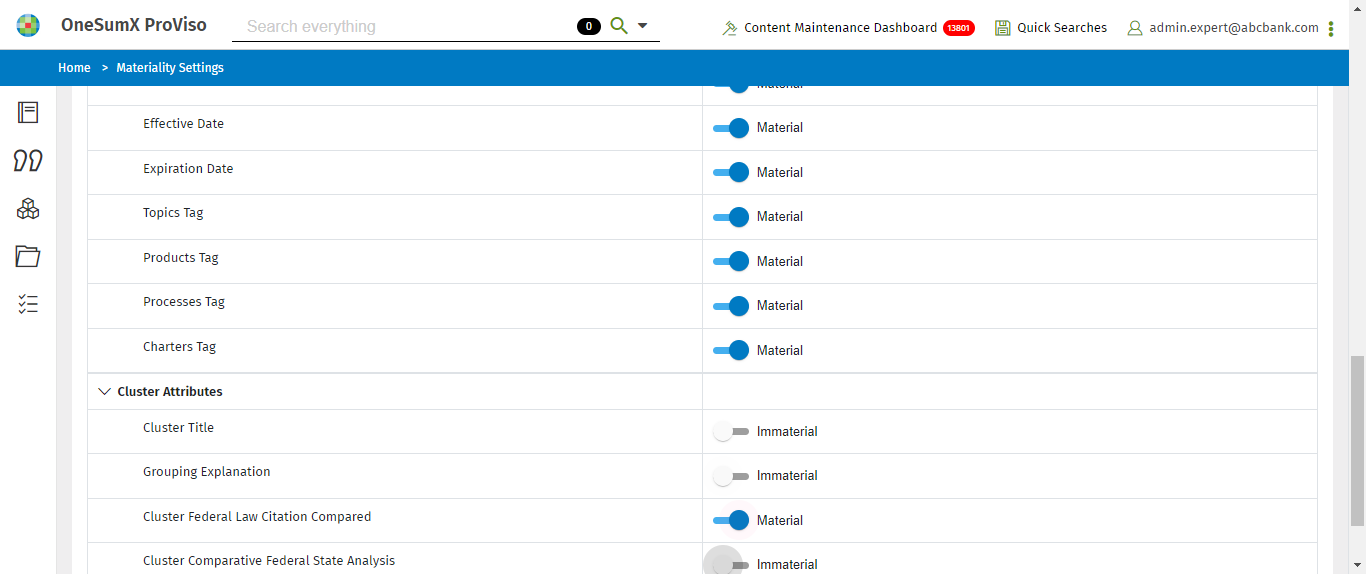 OneSumX ProViso
Search everything
0
Content Maintenance Dashboard 13801
Quick Searches
admin.expert@abcbank.com
Home > Materiality Settings
Material
Effective Date Material
Expiration Date Material
Topics Tag Material
Products Tag Material
Processes Tag Material
Charters Tag Material
Cluster Attributes
Cluster Title Immaterial
Grouping Explanation Immaterial
Cluster Federal Law Citation Compared Material
Cluster Comparative Federal State Analysis Immaterial